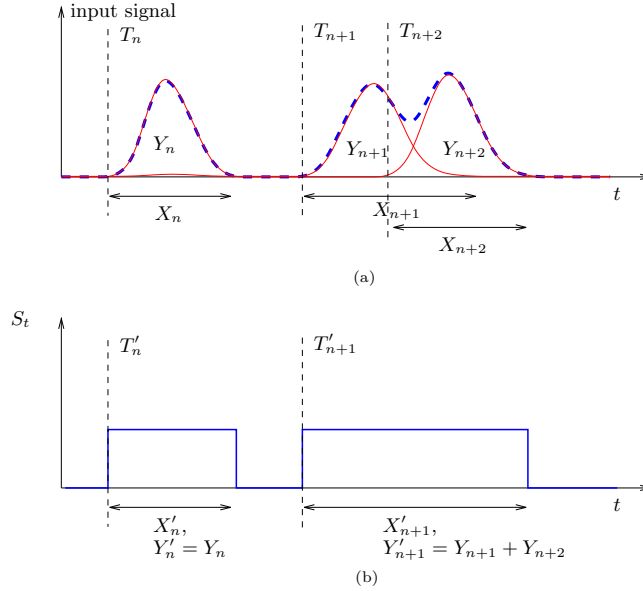 input signal
T_n
T_{n+1}
T_{n+2}
Y_n
Y_{n+1}
Y_{n+2}
t
X_n
X_{n+1}
X_{n+2}
(a)
S_t
T'_n
T'_{n+1}
t
X'_n,
Y'_n = Y_n
X'_{n+1},
Y'_{n+1} = Y_{n+1} + Y_{n+2}
(b)